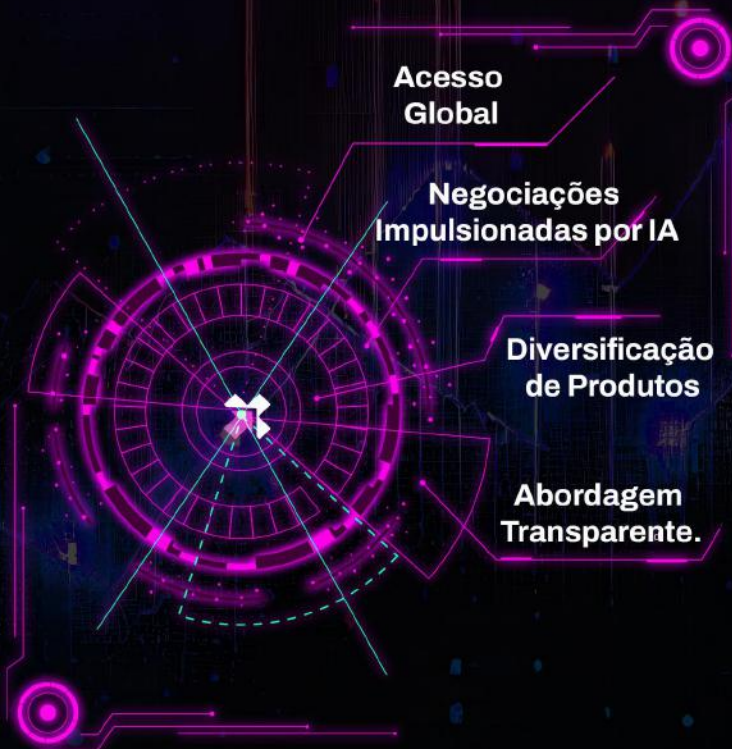 Acesso
Global
Negociações
Impulsionadas por IA
Diversificação
de Produtos
Abordagem
Transparente.